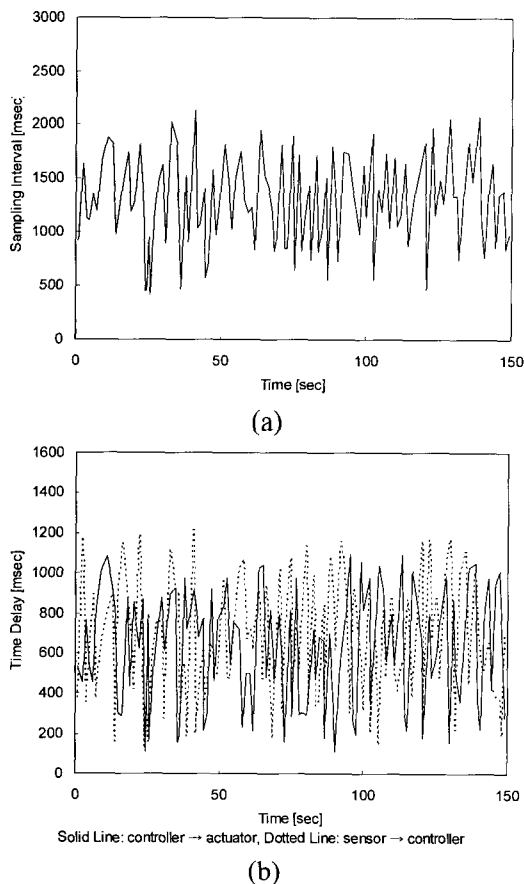 3000
2500
2000
1500
1000
500
0
Sampling Interval [msec]
0 50 100 150
Time [sec]
(a)
1600
1400
1200
1000
800
600
400
200
0
Time Delay [msec]
0 50 100 150
Time [sec]
Solid Line: controller → actuator, Dotted Line: sensor → controller
(b)